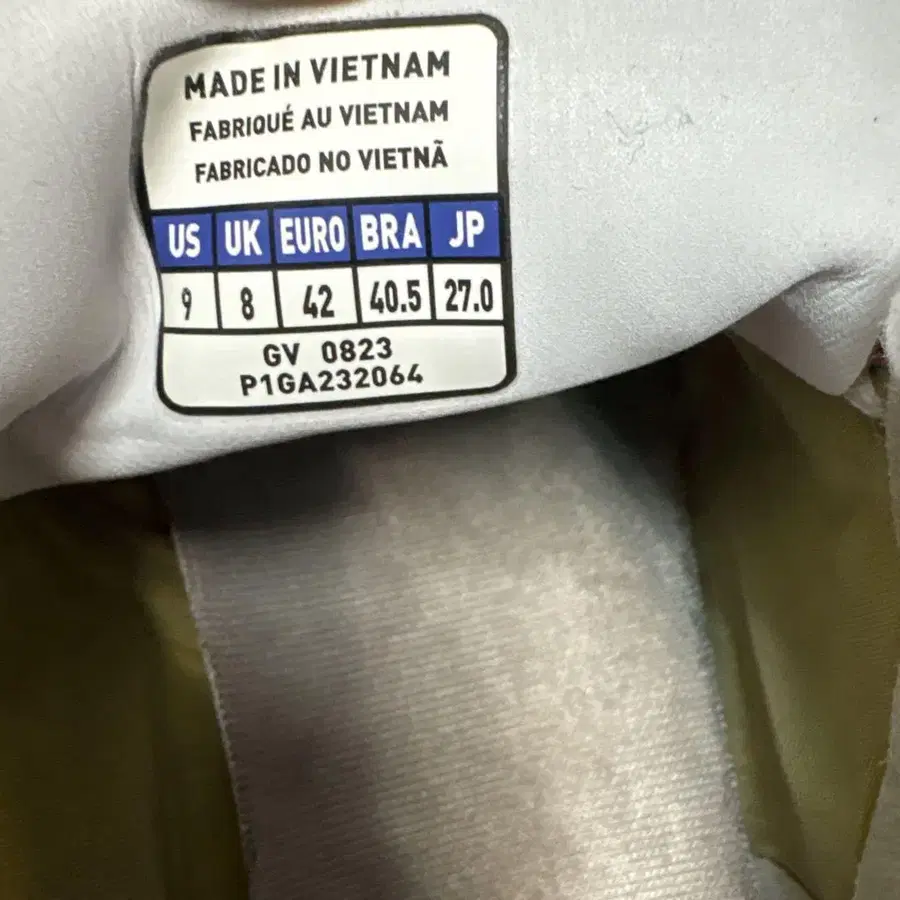 MADE IN VIETNAM
FABRIQUÉ AU VIETNAM
FABRICADO NO VIETNÃ
US UK EURO BRA JP
9 8 42 40.5 27.0
GV 0823
P1GA232064